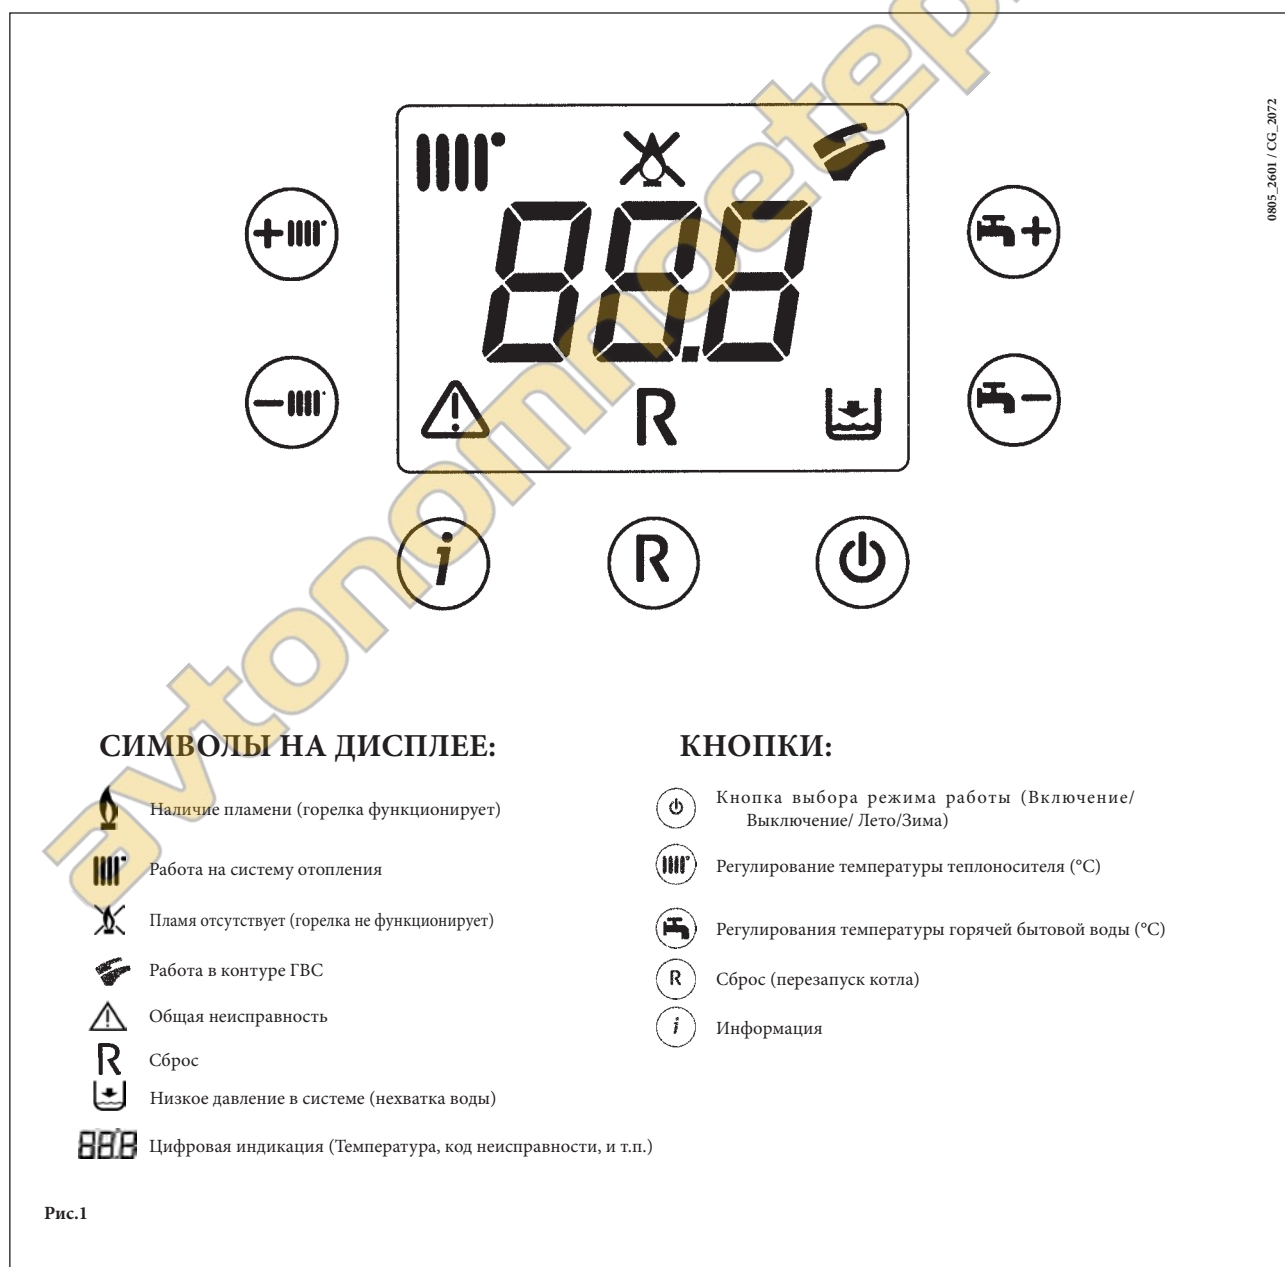 0805_2601 / CG_2072
avtonomnoetep
88.8
R
i
R
СИМВОЛЫ НА ДИСПЛЕЕ:
Наличие пламени (горелка функционирует)
Работа на систему отопления
Пламя отсутствует (горелка не функционирует)
Работа в контуре ГВС
Общая неисправность
R Сброс
Низкое давление в системе (нехватка воды)
88.8 Цифровая индикация (Температура, код неисправности, и т.п.)
КНОПКИ:
Кнопка выбора режима работы (Включение/
Выключение/ Лето/Зима)
Регулирование температуры теплоносителя (°C)
Регулирования температуры горячей бытовой воды (°C)
R Сброс (перезапуск котла)
i Информация
Рис.1